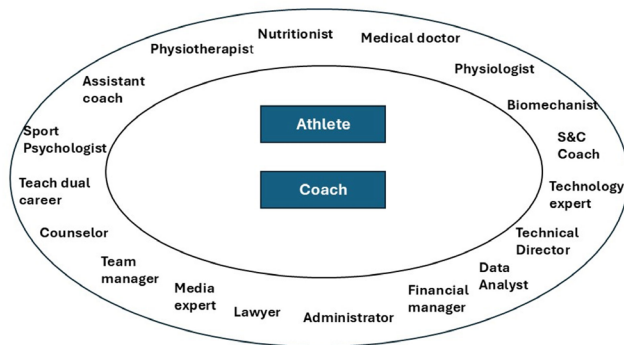 Nutritionist
Medical doctor
Physiotherapist
Physiologist
Assistant
coach
Biomechanist
Athlete
Sport
Psychologist
S&C
Coach
Coach
Teach dual
career
Technology
expert
Counselor
Technical
Director
Team
manager
Data
Analyst
Media
expert
Financial
manager
Lawyer
Administrator